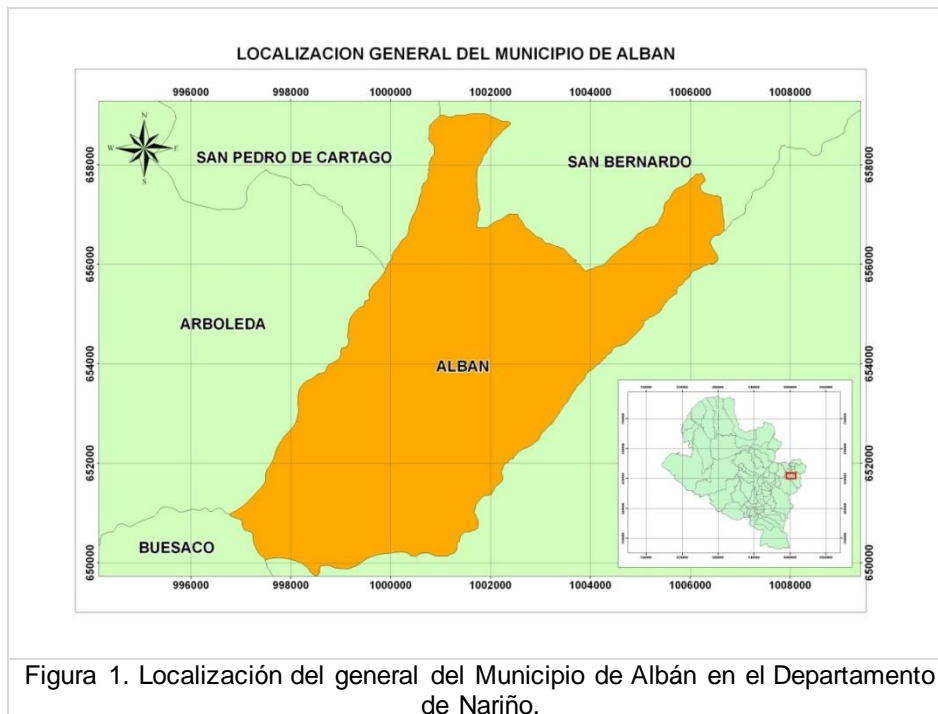 LOCALIZACION GENERAL DEL MUNICIPIO DE ALBAN
996000 998000 1000000 1002000 1004000 1006000 1008000
N
W E
S
SAN PEDRO DE CARTAGO
SAN BERNARDO
658000 658000
656000 656000
ARBOLEDA
654000 654000
ALBAN
652000 652000
BUESACO
650000 650000
996000 998000 1000000 1002000 1004000 1006000 1008000
Figura 1. Localización del general del Municipio de Albán en el Departamento
de Nariño.